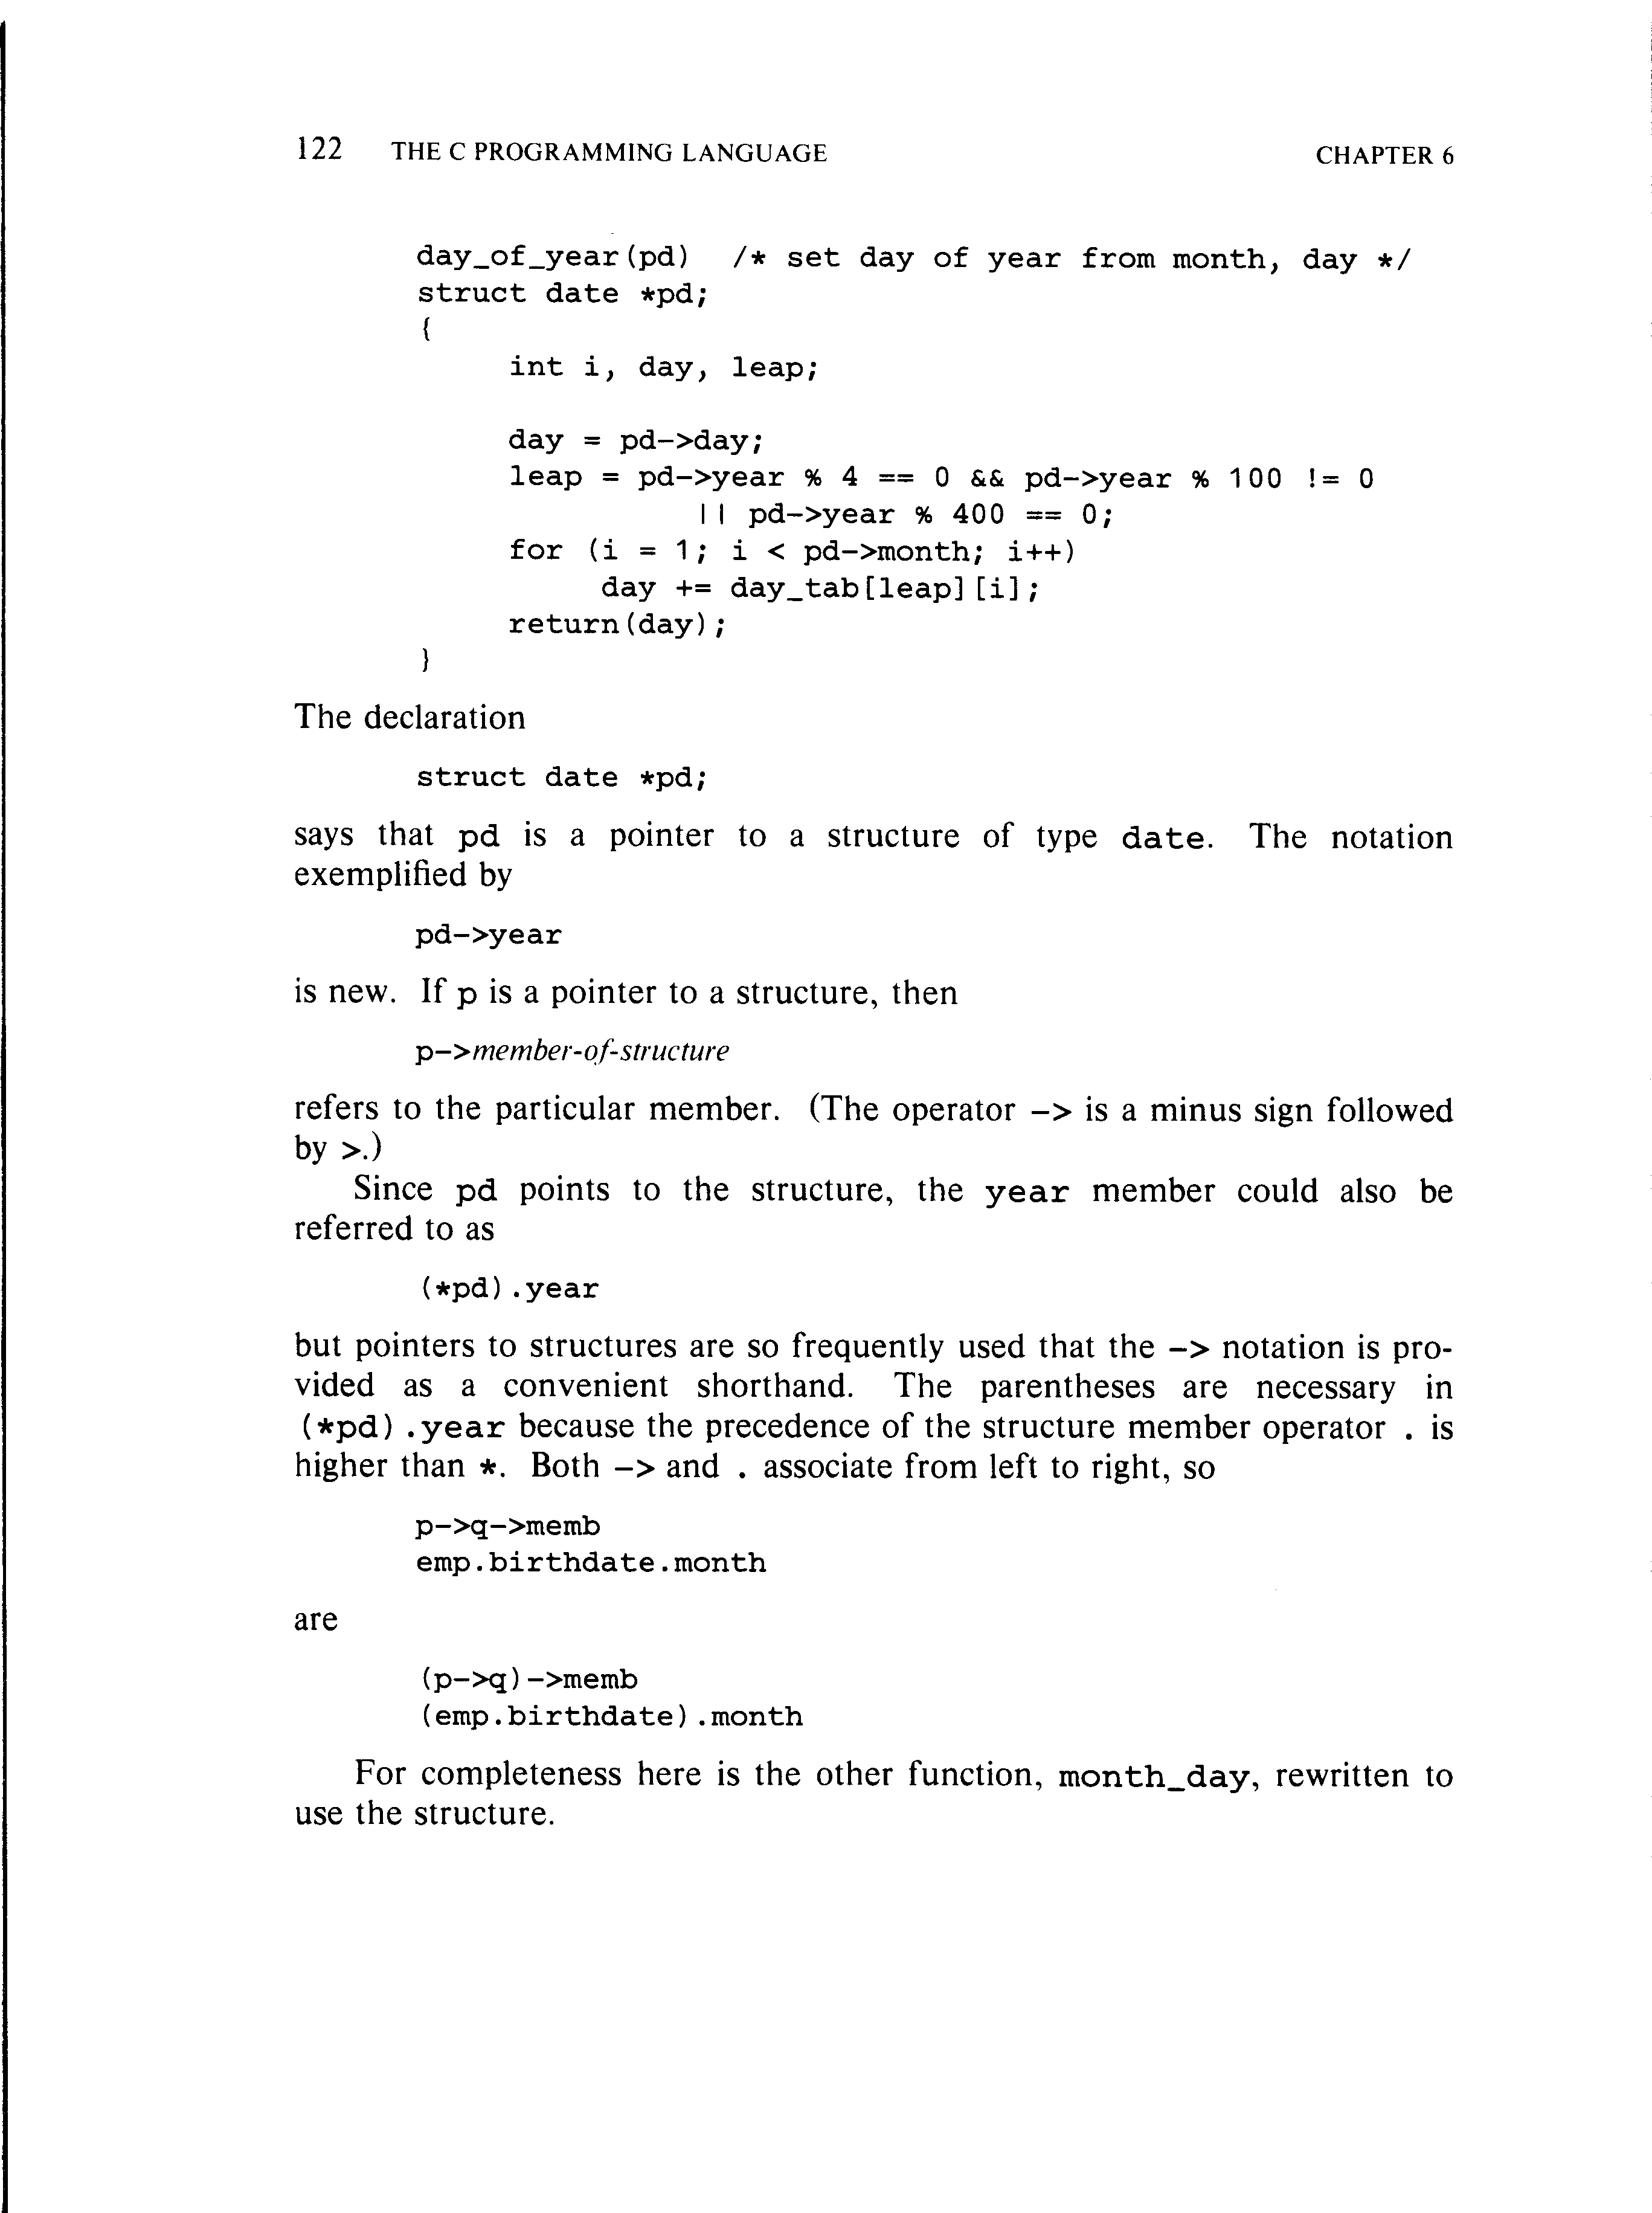 122 THE C PROGRAMMING LANGUAGE CHAPTER 6
day_of_year(pd) /* set day of year from month, day */
struct date *pd;
{
int i, day, leap;
day = pd->day;
leap = pd->year % 4 == 0 && pd->year % 100 != 0
|| pd->year % 400 == 0;
for (i = 1; i < pd->month; i++)
day += day_tab[leap][i];
return(day);
}
The declaration
struct date *pd;
says that pd is a pointer to a structure of type date. The notation
exemplified by
pd->year
is new. If p is a pointer to a structure, then
p->member-of-structure
refers to the particular member. (The operator -> is a minus sign followed
by >.)
Since pd points to the structure, the year member could also be
referred to as
(*pd).year
but pointers to structures are so frequently used that the -> notation is pro-
vided as a convenient shorthand. The parentheses are necessary in
(*pd).year because the precedence of the structure member operator . is
higher than *. Both -> and . associate from left to right, so
p->q->memb
emp.birthdate.month
are
(p->q)->memb
(emp.birthdate).month
For completeness here is the other function, month_day, rewritten to
use the structure.